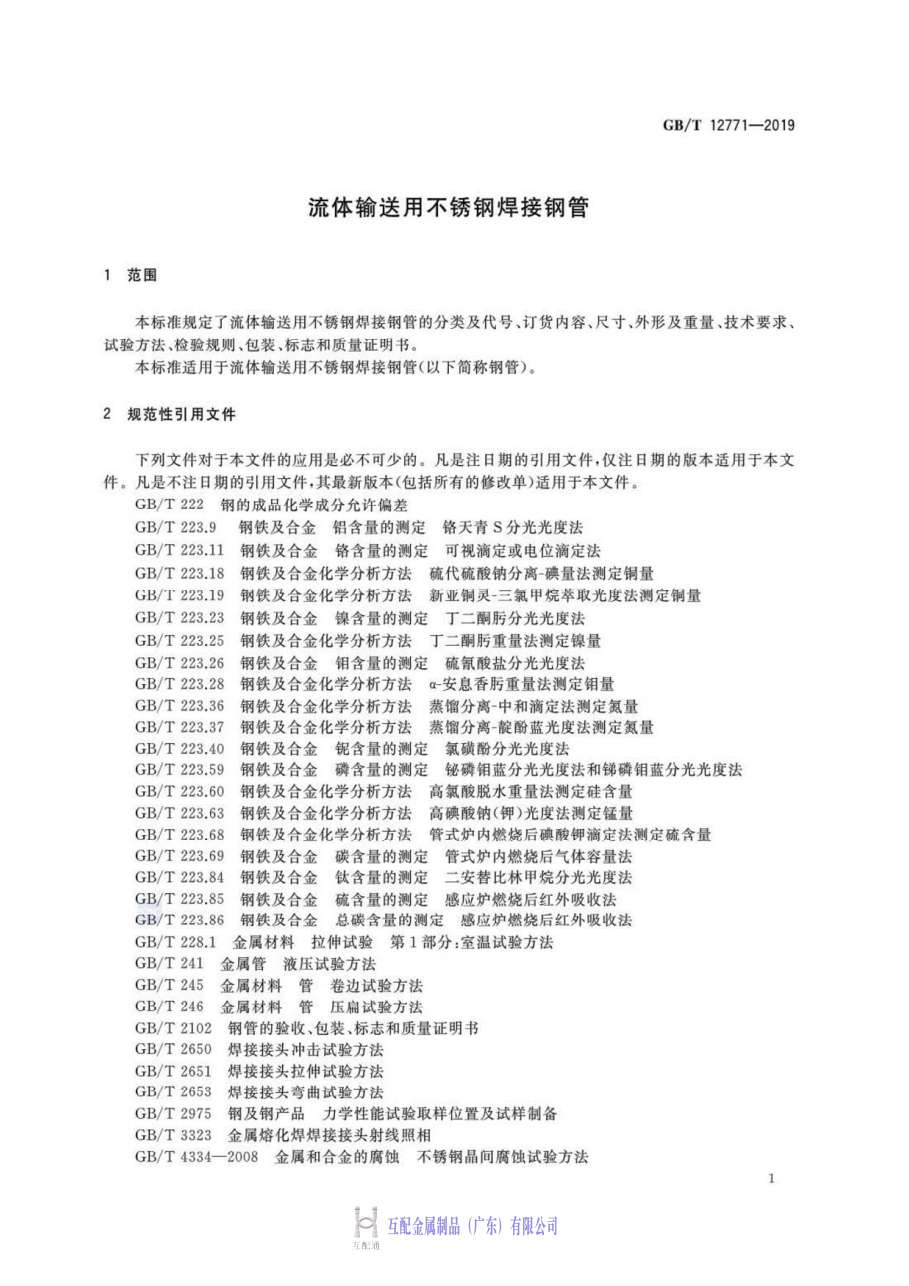 GB/T 12771—2019
流体输送用不锈钢焊接钢管
1 范围
本标准规定了流体输送用不锈钢焊接钢管的分类及代号、订货内容、尺寸、外形及重量、技术要求、
试验方法、检验规则、包装、标志和质量证明书。
本标准适用于流体输送用不锈钢焊接钢管(以下简称钢管)。
2 规范性引用文件
下列文件对于本文件的应用是必不可少的。凡是注日期的引用文件,仅注日期的版本适用于本文
件。凡是不注日期的引用文件,其最新版本(包括所有的修改单)适用于本文件。
GB/T 222 钢的成品化学成分允许偏差
GB/T 223.9 钢铁及合金 铝含量的测定 铬天青 S 分光光度法
GB/T 223.11 钢铁及合金 铬含量的测定 可视滴定或电位滴定法
GB/T 223.18 钢铁及合金化学分析方法 硫代硫酸钠分离-碘量法测定铜量
GB/T 223.19 钢铁及合金化学分析方法 新亚铜灵-三氯甲烷萃取光度法测定铜量
GB/T 223.23 钢铁及合金 镍含量的测定 丁二酮肟分光光度法
GB/T 223.25 钢铁及合金化学分析方法 丁二酮肟重量法测定镍量
GB/T 223.26 钢铁及合金 钼含量的测定 硫氰酸盐分光光度法
GB/T 223.28 钢铁及合金化学分析方法 α-安息香肟重量法测定钼量
GB/T 223.36 钢铁及合金化学分析方法 蒸馏分离-中和滴定法测定氮量
GB/T 223.37 钢铁及合金化学分析方法 蒸馏分离-靛酚蓝光度法测定氮量
GB/T 223.40 钢铁及合金 铌含量的测定 氯磺酚分光光度法
GB/T 223.59 钢铁及合金 磷含量的测定 铋磷钼蓝分光光度法和锑磷钼蓝分光光度法
GB/T 223.60 钢铁及合金化学分析方法 高氯酸脱水重量法测定硅含量
GB/T 223.63 钢铁及合金化学分析方法 高碘酸钠(钾)光度法测定锰量
GB/T 223.68 钢铁及合金化学分析方法 管式炉内燃烧后碘酸钾滴定法测定硫含量
GB/T 223.69 钢铁及合金 碳含量的测定 管式炉内燃烧后气体容量法
GB/T 223.84 钢铁及合金 钛含量的测定 二安替比林甲烷分光光度法
GB/T 223.85 钢铁及合金 硫含量的测定 感应炉燃烧后红外吸收法
GB/T 223.86 钢铁及合金 总碳含量的测定 感应炉燃烧后红外吸收法
GB/T 228.1 金属材料 拉伸试验 第 1 部分:室温试验方法
GB/T 241 金属管 液压试验方法
GB/T 245 金属材料 管 卷边试验方法
GB/T 246 金属材料 管 压扁试验方法
GB/T 2102 钢管的验收、包装、标志和质量证明书
GB/T 2650 焊接接头冲击试验方法
GB/T 2651 焊接接头拉伸试验方法
GB/T 2653 焊接接头弯曲试验方法
GB/T 2975 钢及钢产品 力学性能试验取样位置及试样制备
GB/T 3323 金属熔化焊焊接接头射线照相
GB/T 4334—2008 金属和合金的腐蚀 不锈钢晶间腐蚀试验方法
1
互配金属制品（广东）有限公司
互配通